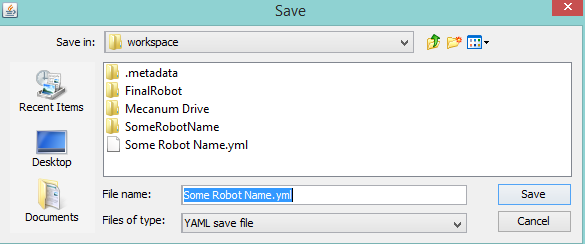 Save
Save in:
workspace
.metadata
FinalRobot
Mecanum Drive
SomeRobotName
Some Robot Name.yml
Recent Items
Desktop
Documents
File name:
Some Robot Name.yml
Save
Files of type:
YAML save file
Cancel